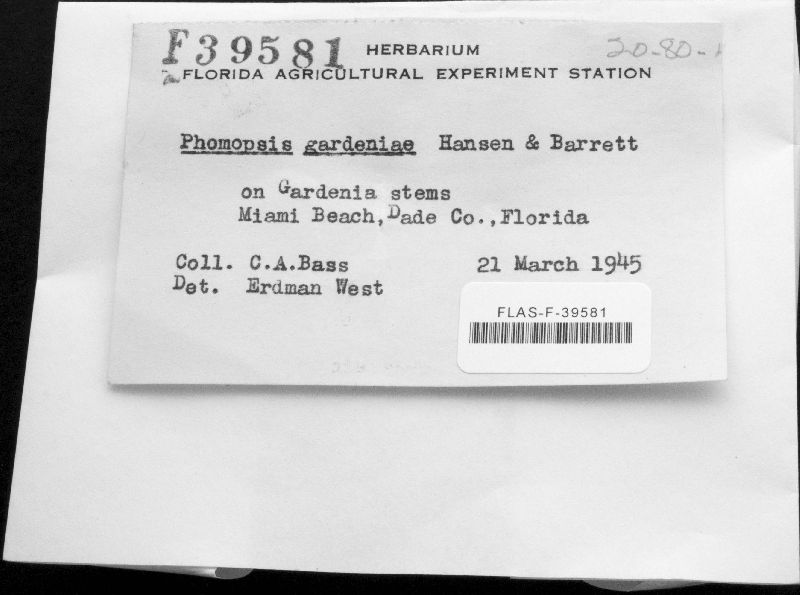 F39581 HERBARIUM
FLORIDA AGRICULTURAL EXPERIMENT STATION
Phomopsis gardeniae Hansen & Barrett
on Gardenia stems
Miami Beach, Dade Co., Florida
Coll. C.A.Bass 21 March 1945
Det. Erdman West
FLAS-F-39581